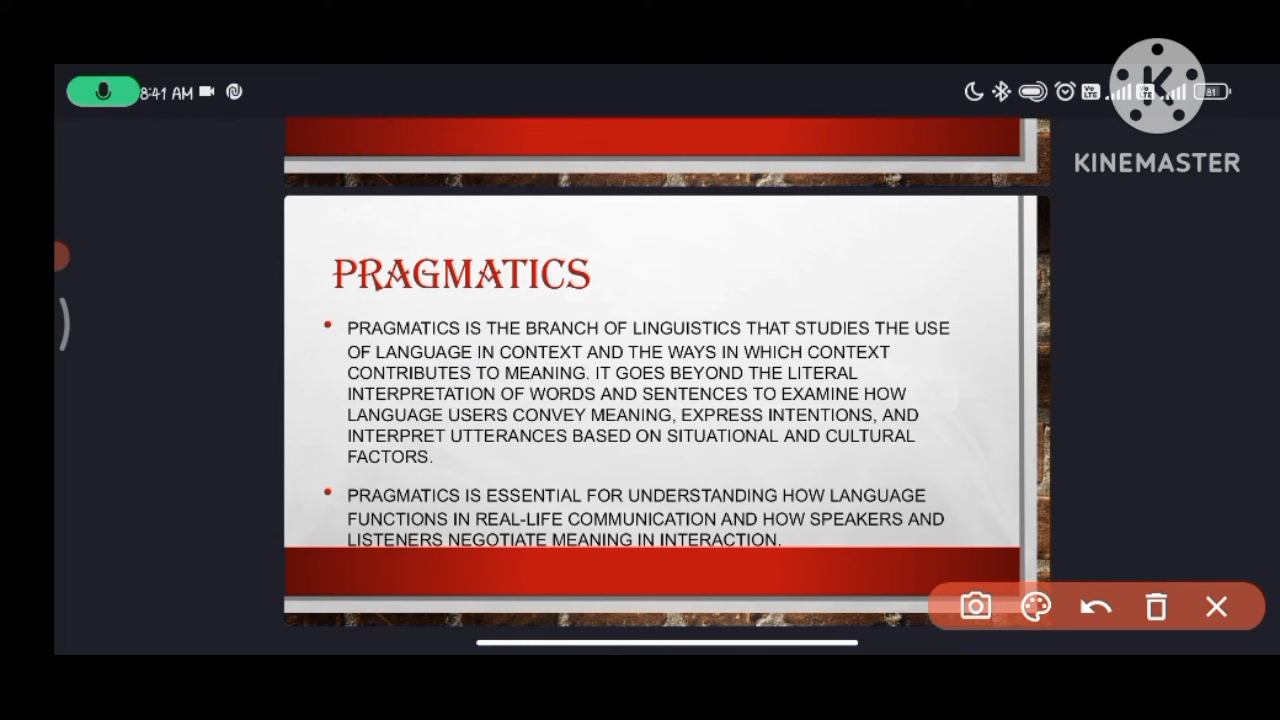 8:41 AM
81
KINEMASTER
PRAGMATICS
• PRAGMATICS IS THE BRANCH OF LINGUISTICS THAT STUDIES THE USE
OF LANGUAGE IN CONTEXT AND THE WAYS IN WHICH CONTEXT
CONTRIBUTES TO MEANING. IT GOES BEYOND THE LITERAL
INTERPRETATION OF WORDS AND SENTENCES TO EXAMINE HOW
LANGUAGE USERS CONVEY MEANING, EXPRESS INTENTIONS, AND
INTERPRET UTTERANCES BASED ON SITUATIONAL AND CULTURAL
FACTORS.
• PRAGMATICS IS ESSENTIAL FOR UNDERSTANDING HOW LANGUAGE
FUNCTIONS IN REAL-LIFE COMMUNICATION AND HOW SPEAKERS AND
LISTENERS NEGOTIATE MEANING IN INTERACTION.